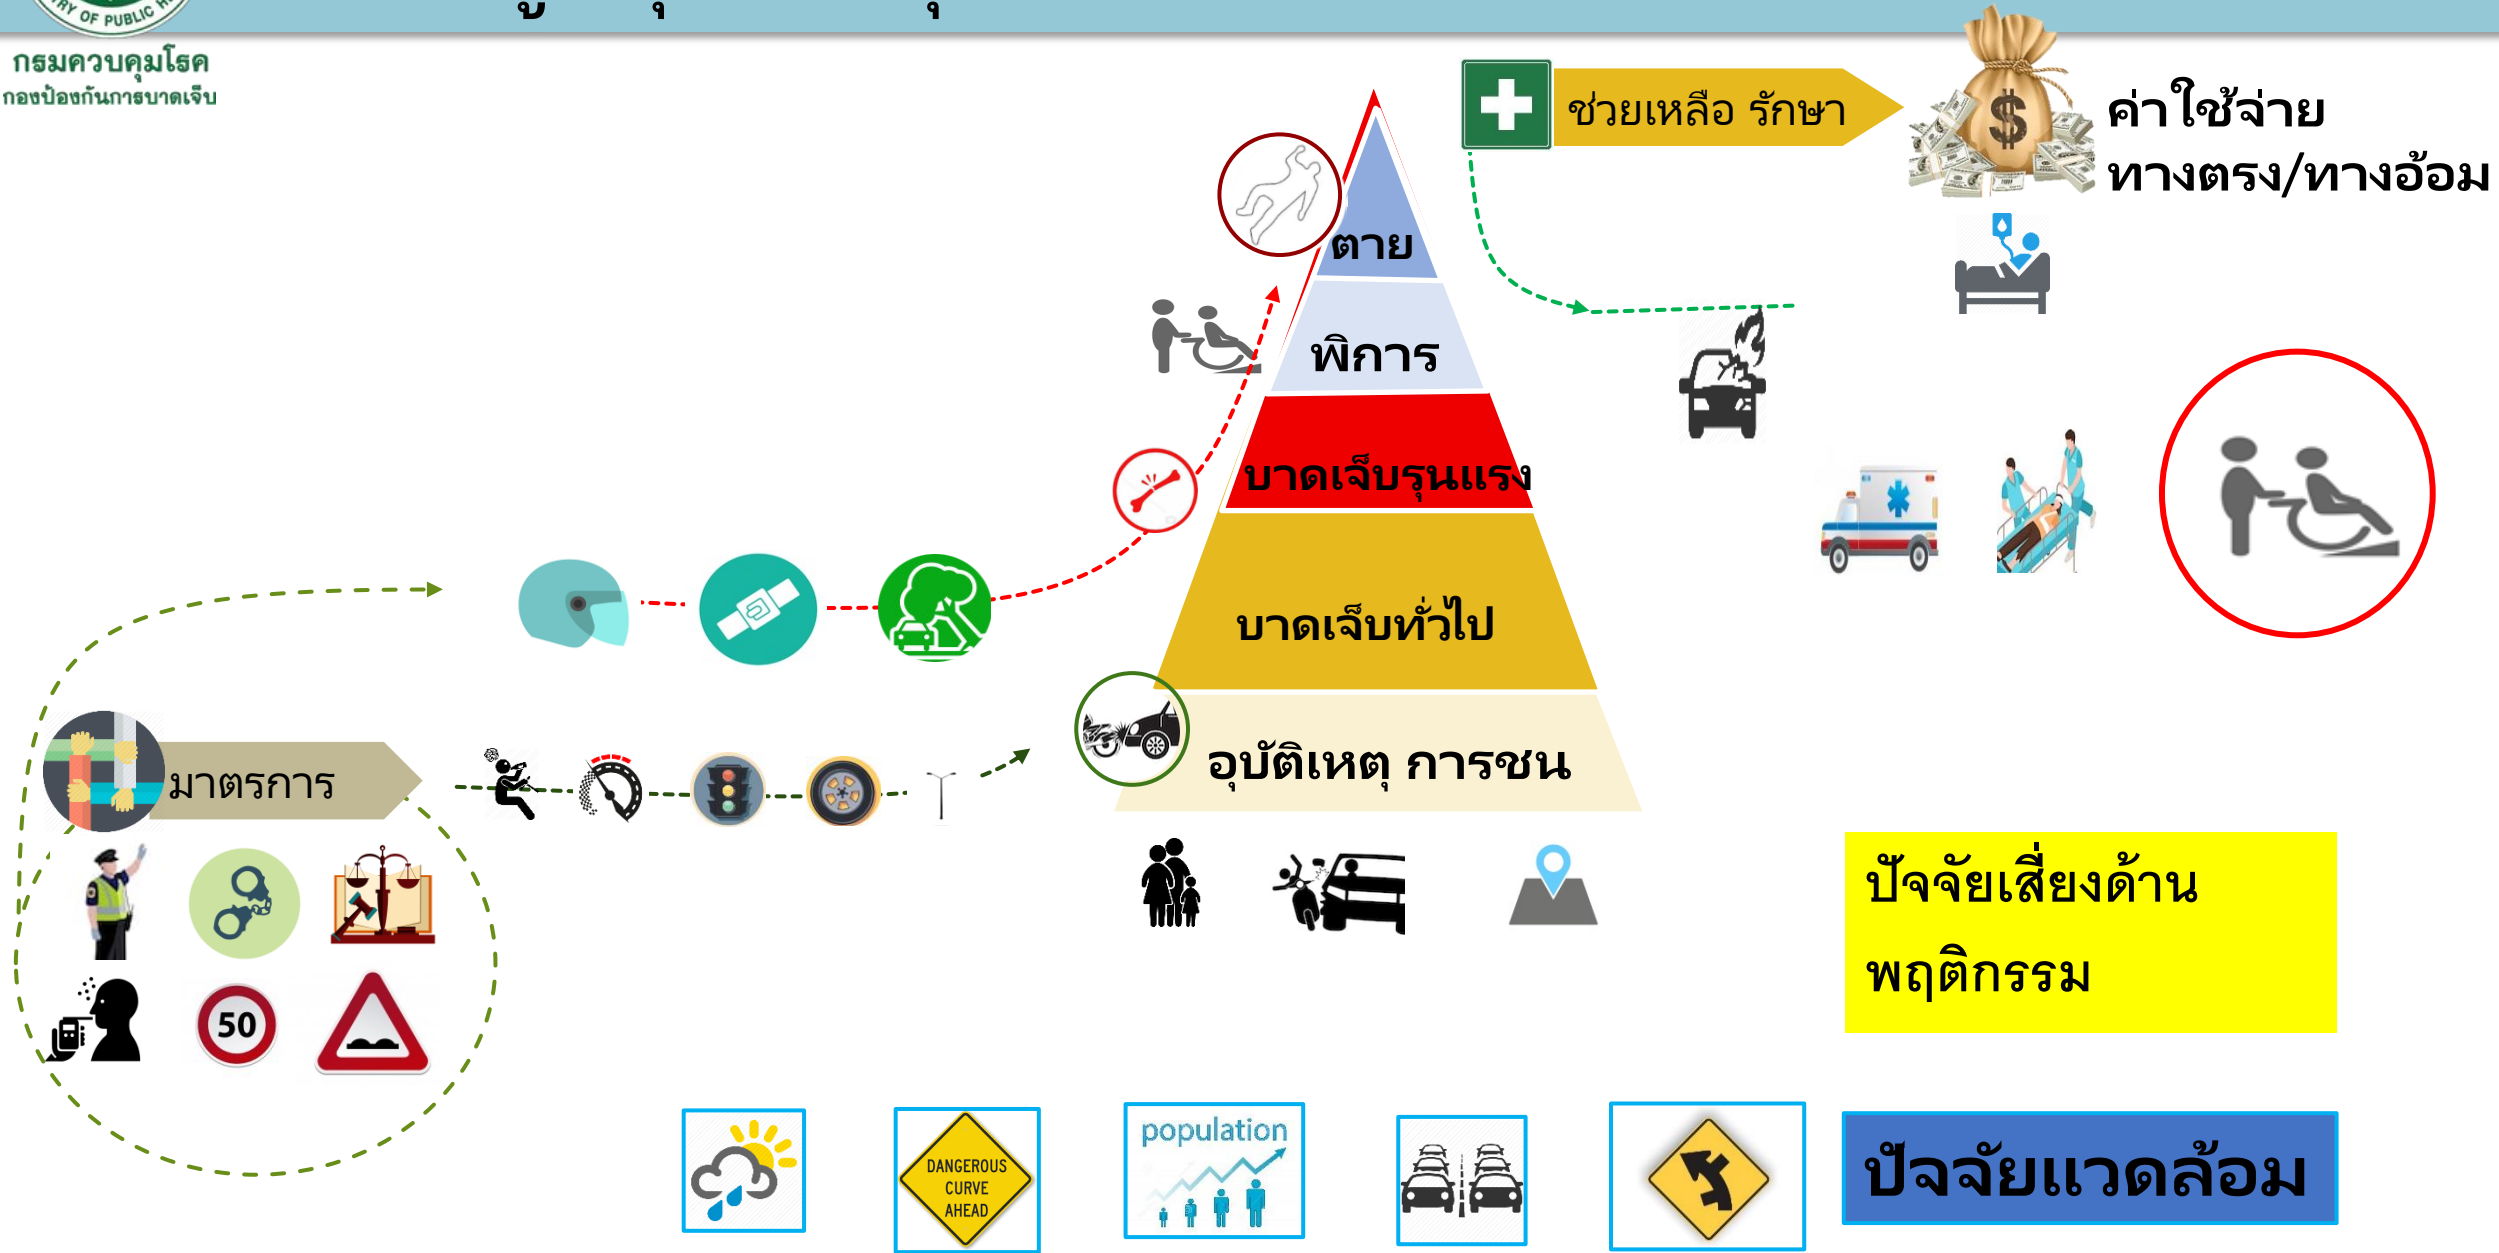 กรมควบคุมโรค
กองป้องกันการบาดเจ็บ
ช่วยเหลือ รักษา
$
ค่าใช้จ่าย
ทางตรง/ทางอ้อม
ตาย
พิการ
บาดเจ็บรุนแรง
บาดเจ็บทั่วไป
อุบัติเหตุ การชน
มาตรการ
50
ปัจจัยเสี่ยงด้าน
พฤติกรรม
DANGEROUS
CURVE
AHEAD
population
ปัจจัยแวดล้อม